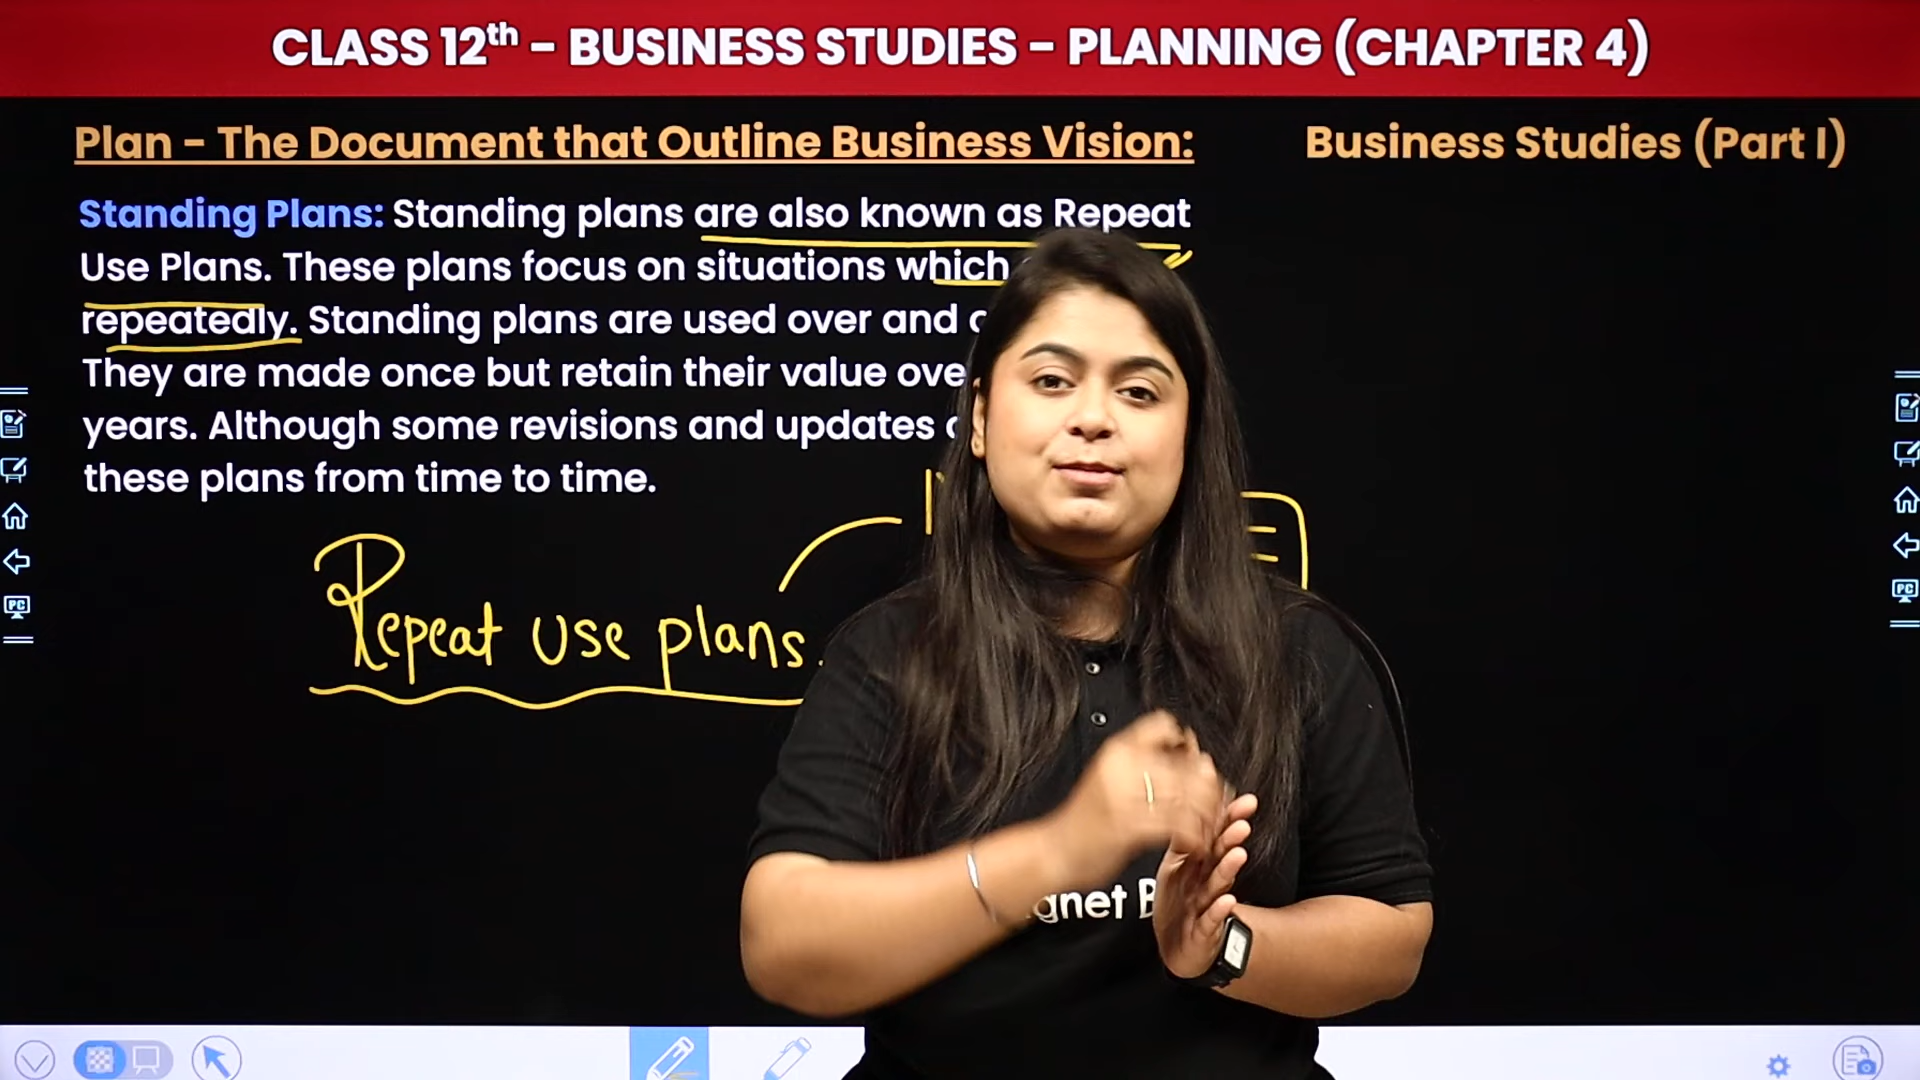 CLASS 12th – BUSINESS STUDIES – PLANNING (CHAPTER 4)
Plan – The Document that Outline Business Vision:
Business Studies (Part I)
Standing Plans: Standing plans are also known as Repeat
Use Plans. These plans focus on situations which
repeatedly. Standing plans are used over and
They are made once but retain their value
years. Although some revisions and updates
these plans from time to time.
Repeat use plans.
PC
PC